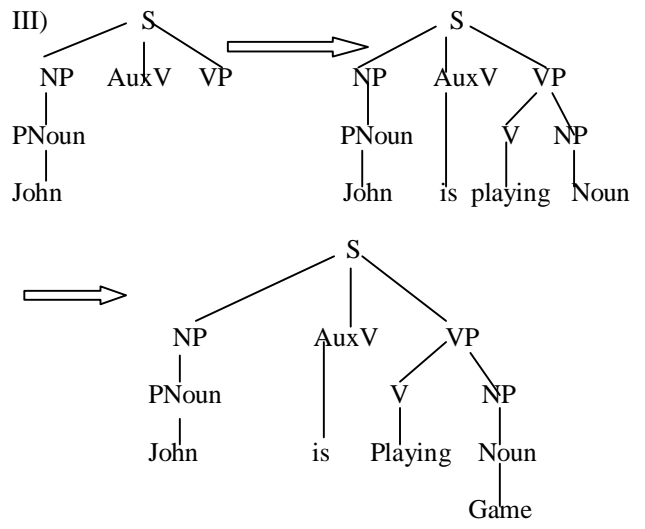 III) S S
NP AuxV VP NP AuxV VP
PNoun PNoun V NP
John John is playing Noun
S
NP AuxV VP
PNoun V NP
John is Playing Noun
Game